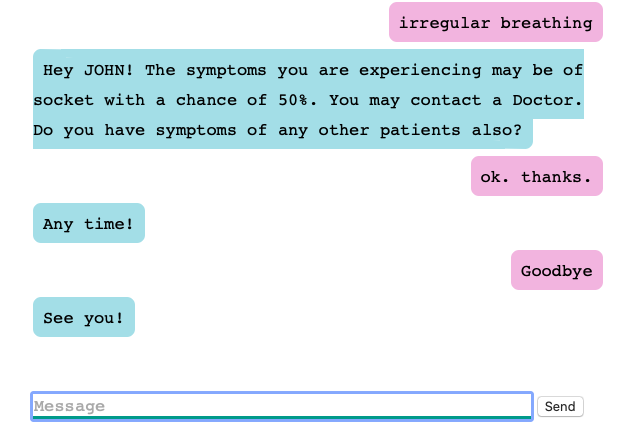 irregular breathing
Hey JOHN! The symptoms you are experiencing may be of
socket with a chance of 50%. You may contact a Doctor.
Do you have symptoms of any other patients also?
ok. thanks.
Any time!
Goodbye
See you!
Message
Send